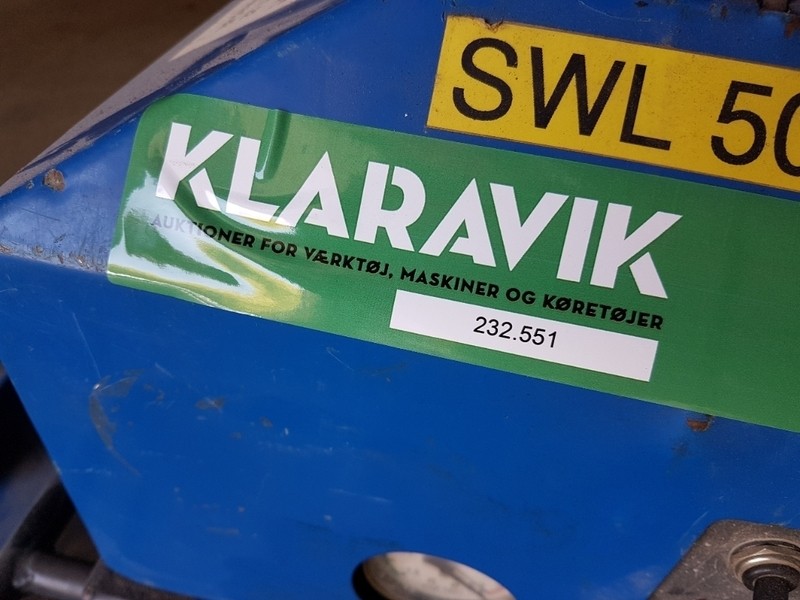 SWL 50
KLARAVIK
AUKTIONER FOR VÆRKTØJ, MASKINER OG KØRETØJER
232.551